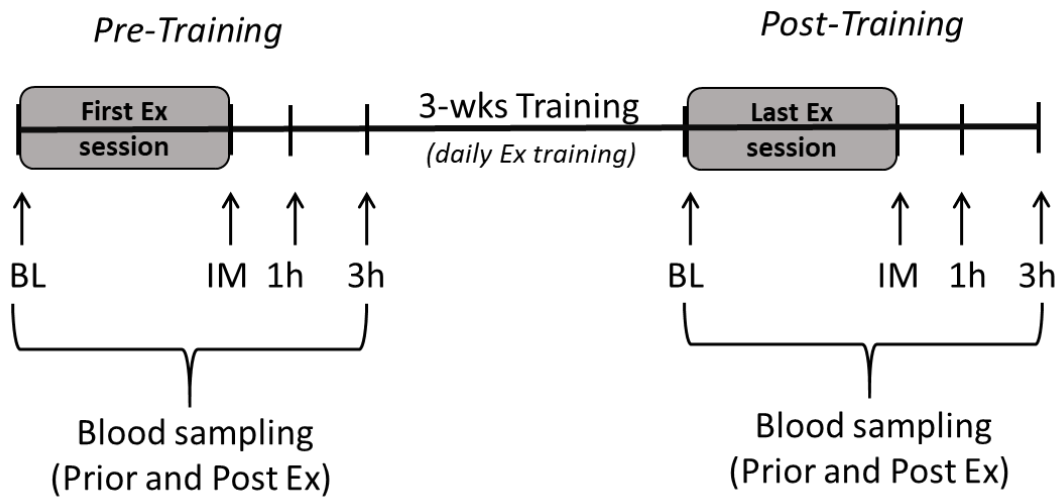 Pre-Training
Post-Training
First Ex
session
3-wks Training
(daily Ex training)
Last Ex
session
BL
IM
1h
3h
BL
IM
1h
3h
Blood sampling
(Prior and Post Ex)
Blood sampling
(Prior and Post Ex)